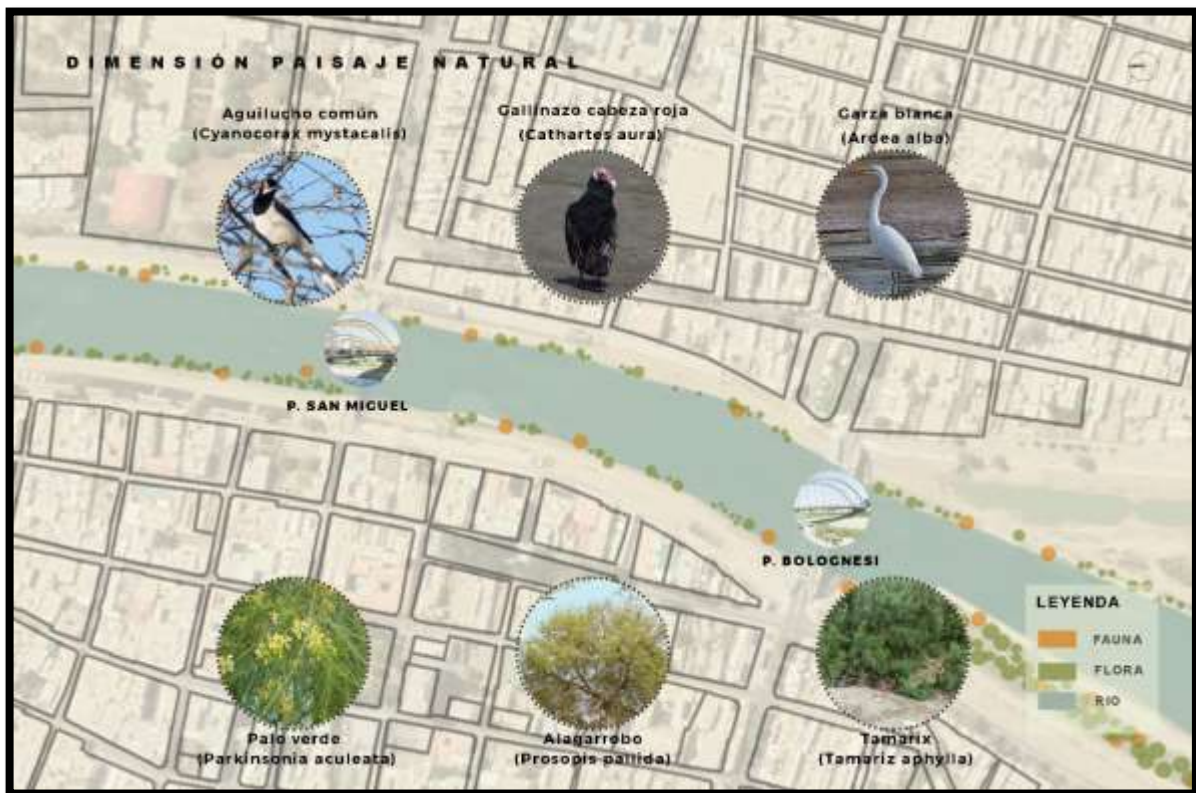 DIMENSIÓN PAISAJE NATURAL
Aguilucho común
(Cyanocorax mystacalis)
Gallinazo cabeza roja
(Cathartes aura)
Garza blanca
(Ardea alba)
P. SAN MIGUEL
P. BOLOGNESI
LEYENDA
FAUNA
FLORA
RIO
Palo verde
(Parkinsonia aculeata)
Alagarrobo
(Prosopis pallida)
Tamarix
(Tamariz aphylla)